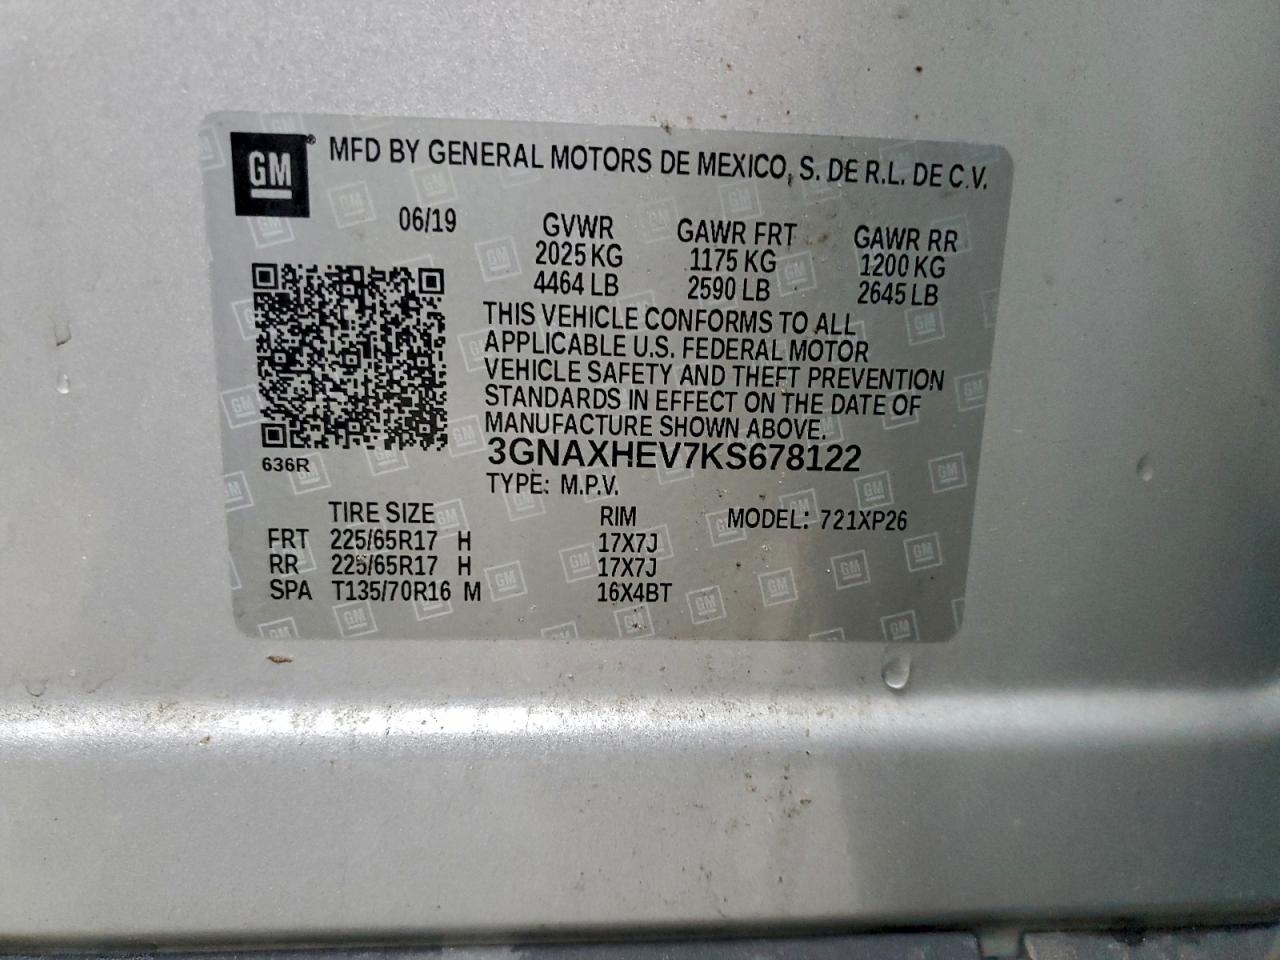 GM® MFD BY GENERAL MOTORS DE MEXICO, S. DE R.L. DE C.V.
06/19 GVWR GAWR FRT GAWR RR
2025 KG 1175 KG 1200 KG
4464 LB 2590 LB 2645 LB
THIS VEHICLE CONFORMS TO ALL
APPLICABLE U.S. FEDERAL MOTOR
VEHICLE SAFETY AND THEFT PREVENTION
STANDARDS IN EFFECT ON THE DATE OF
MANUFACTURE SHOWN ABOVE.
3GNAXHEV7KS678122
636R
TYPE: M.P.V.
TIRE SIZE RIM MODEL: 721XP26
FRT 225/65R17 H 17X7J
RR 225/65R17 H 17X7J
SPA T135/70R16 M 16X4BT